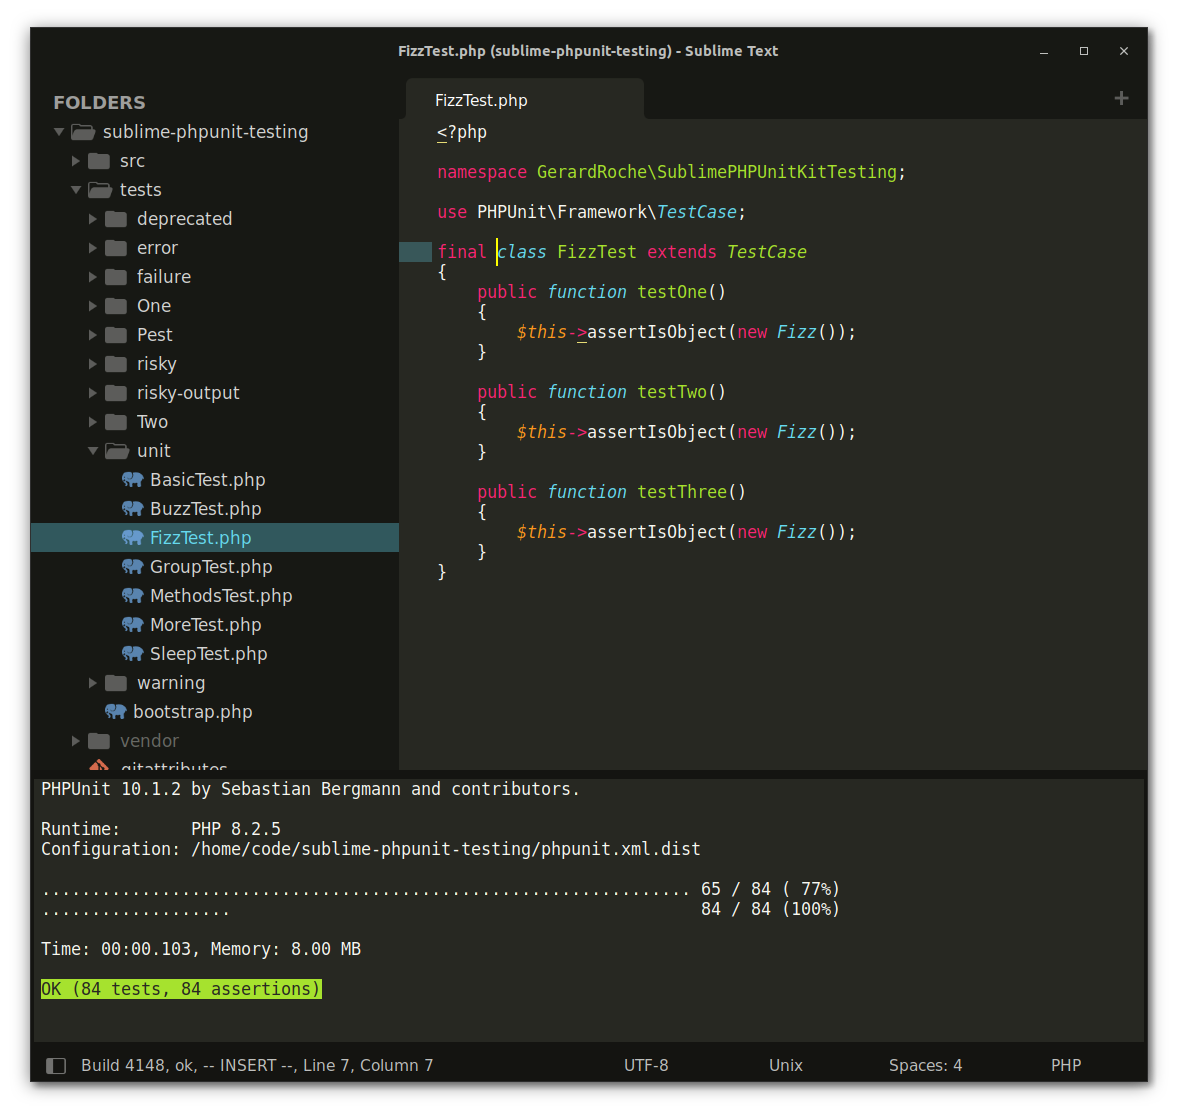 FizzTest.php (sublime-phpunit-testing) - Sublime Text
FOLDERS
sublime-phpunit-testing
src
tests
deprecated
error
failure
One
Pest
risky
risky-output
Two
unit
BasicTest.php
BuzzTest.php
FizzTest.php
GroupTest.php
MethodsTest.php
MoreTest.php
SleepTest.php
warning
bootstrap.php
vendor
.gitattributes
FizzTest.php
<?php
namespace GerardRoche\SublimePHPUnitKitTesting;
use PHPUnit\Framework\TestCase;
final class FizzTest extends TestCase
{
    public function testOne()
    {
        $this->assertIsObject(new Fizz());
    }
    public function testTwo()
    {
        $this->assertIsObject(new Fizz());
    }
    public function testThree()
    {
        $this->assertIsObject(new Fizz());
    }
}
PHPUnit 10.1.2 by Sebastian Bergmann and contributors.
Runtime:       PHP 8.2.5
Configuration: /home/code/sublime-phpunit-testing/phpunit.xml.dist
................................................................. 65 / 84 ( 77%)
...................                                               84 / 84 (100%)
Time: 00:00.103, Memory: 8.00 MB
OK (84 tests, 84 assertions)
Build 4148, ok, -- INSERT --, Line 7, Column 7
UTF-8
Unix
Spaces: 4
PHP